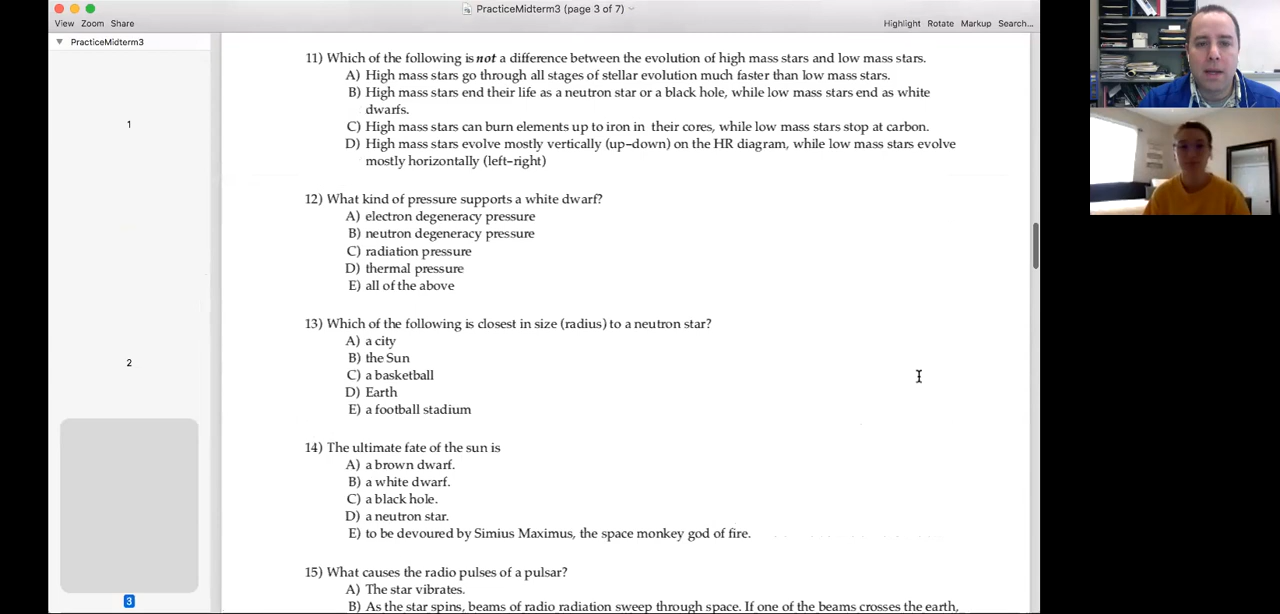 PracticeMidterm3 (page 3 of 7)
View Zoom Share
Highlight Rotate Markup Search...
PracticeMidterm3
1
2
3
11) Which of the following is not a difference between the evolution of high mass stars and low mass stars.
A) High mass stars go through all stages of stellar evolution much faster than low mass stars.
B) High mass stars end their life as a neutron star or a black hole, while low mass stars end as white
dwarfs.
C) High mass stars can burn elements up to iron in their cores, while low mass stars stop at carbon.
D) High mass stars evolve mostly vertically (up-down) on the HR diagram, while low mass stars evolve
mostly horizontally (left-right)
12) What kind of pressure supports a white dwarf?
A) electron degeneracy pressure
B) neutron degeneracy pressure
C) radiation pressure
D) thermal pressure
E) all of the above
13) Which of the following is closest in size (radius) to a neutron star?
A) a city
B) the Sun
C) a basketball
D) Earth
E) a football stadium
14) The ultimate fate of the sun is
A) a brown dwarf.
B) a white dwarf.
C) a black hole.
D) a neutron star.
E) to be devoured by Simius Maximus, the space monkey god of fire.
15) What causes the radio pulses of a pulsar?
A) The star vibrates.
B) As the star spins, beams of radio radiation sweep through space. If one of the beams crosses the earth,